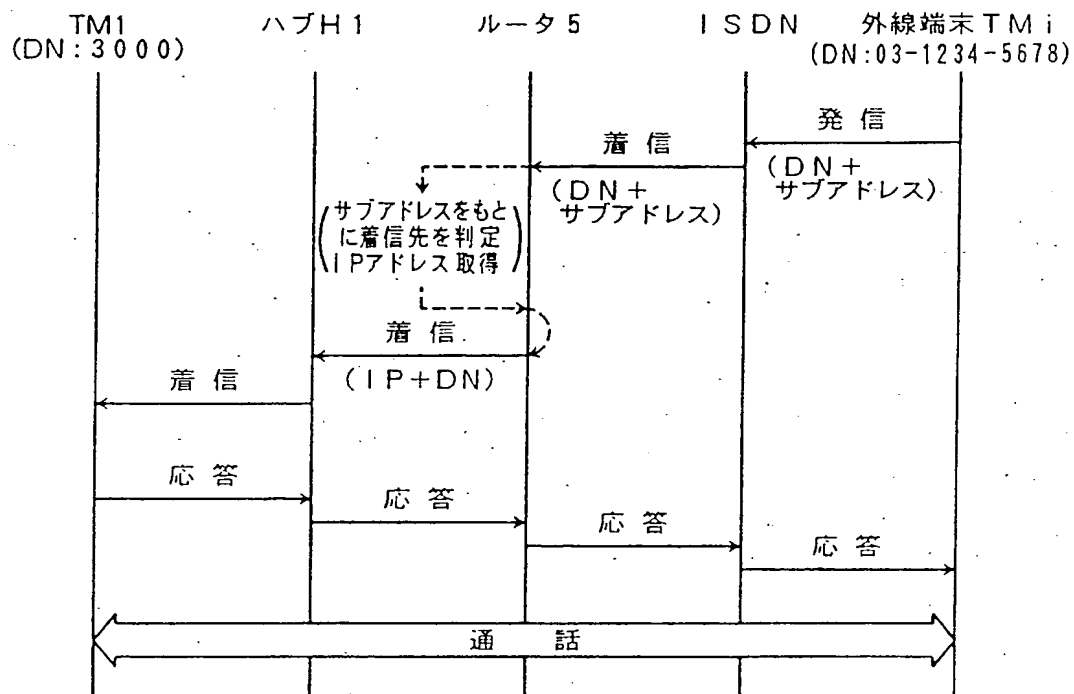 TM1 ハブH1 ルータ5 ISDN 外線端末TMi
(DN:3000) (DN:03-1234-5678)
発信
着信
(DN+
サブアドレス)
(DN+
サブアドレス)
(サブアドレスをもと
に着信先を判定
IPアドレス取得)
着信
(IP+DN)
着信
応答
応答
応答
応答
通話